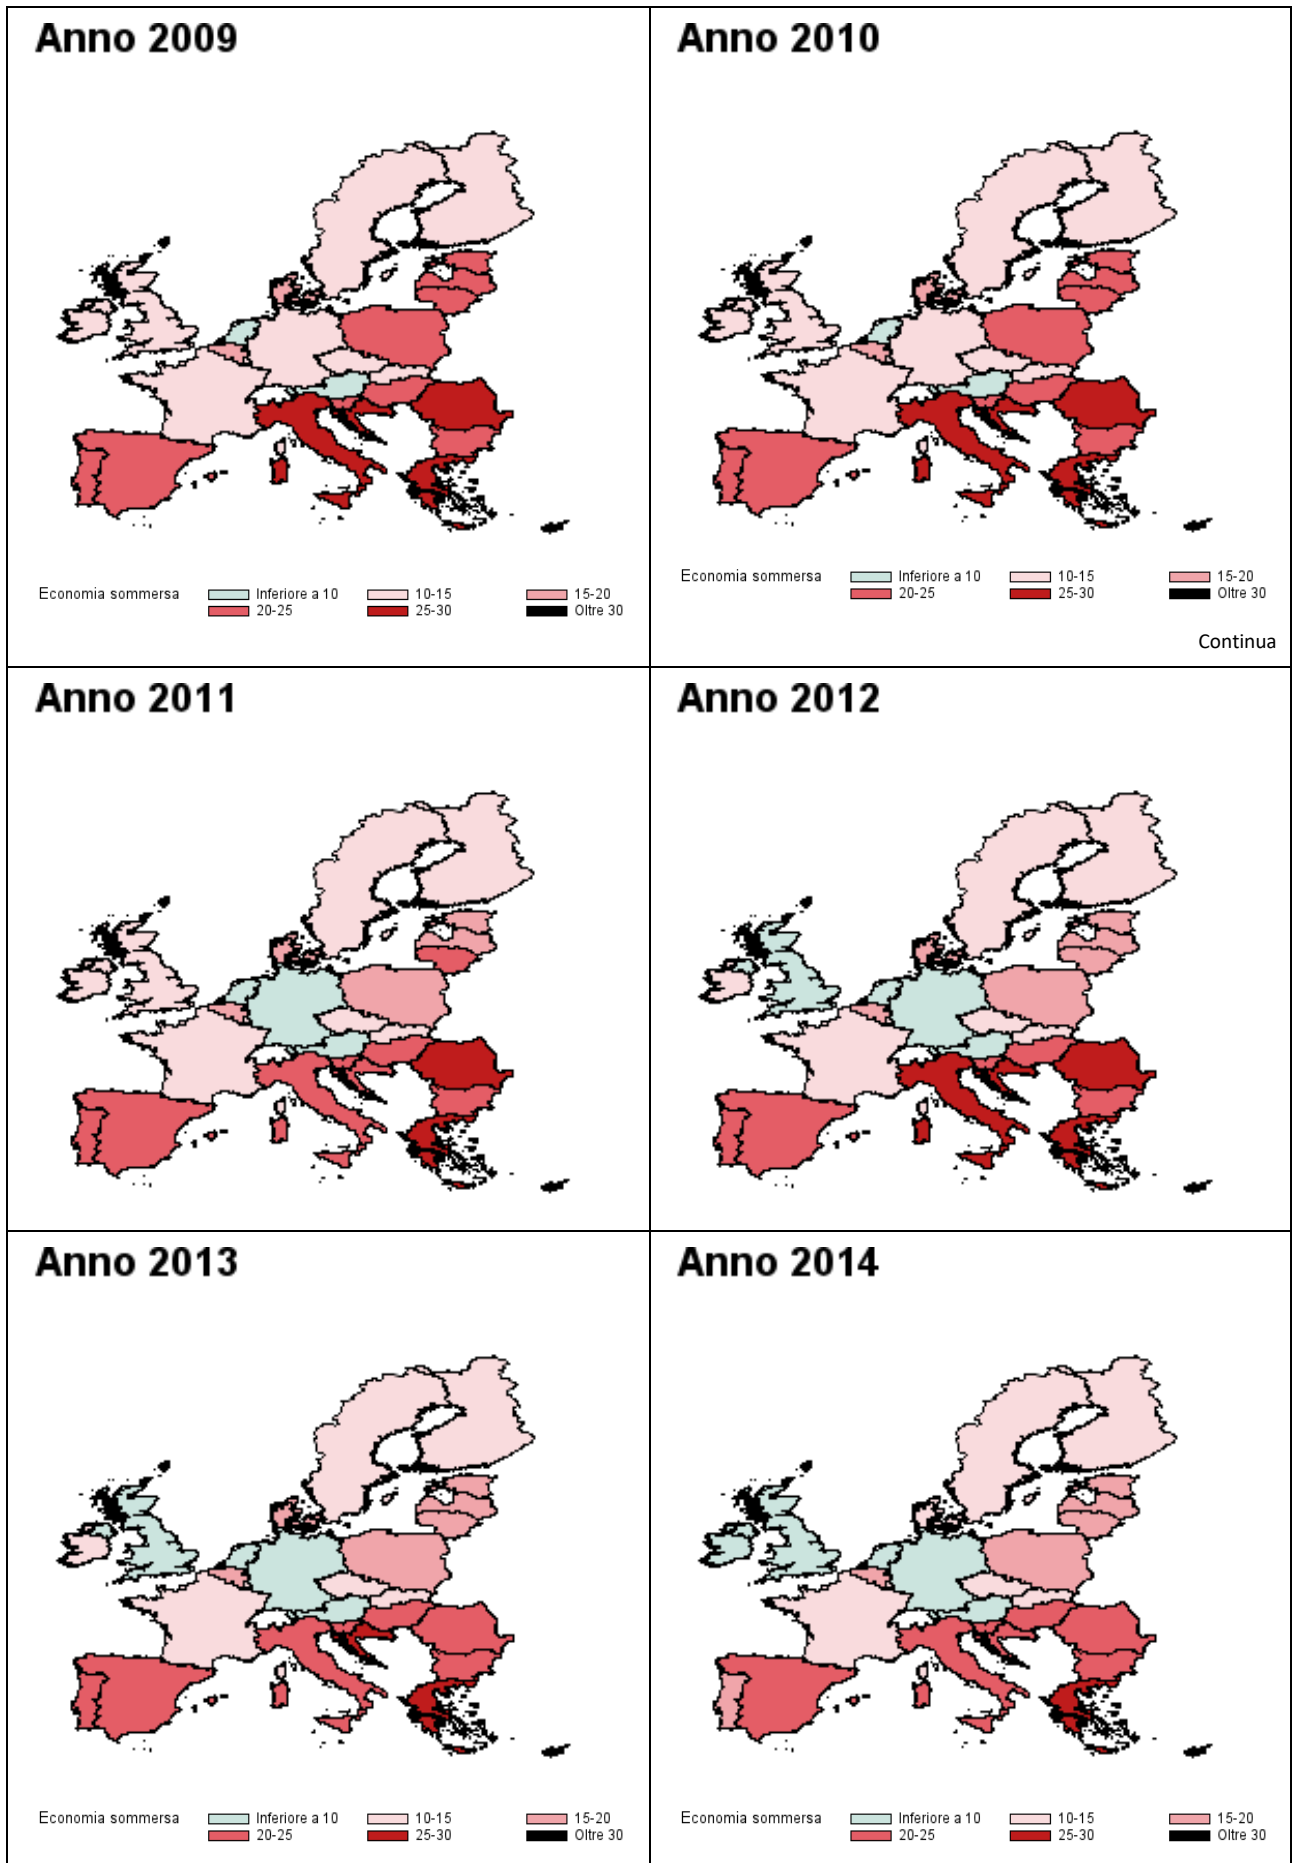 Anno 2009
Anno 2010
Economia sommersa Inferiore a 10 10-15 15-20
20-25 25-30 Oltre 30
Economia sommersa Inferiore a 10 10-15 15-20
20-25 25-30 Oltre 30
Continua
Anno 2011
Anno 2012
Anno 2013
Anno 2014
Economia sommersa Inferiore a 10 10-15 15-20
20-25 25-30 Oltre 30
Economia sommersa Inferiore a 10 10-15 15-20
20-25 25-30 Oltre 30